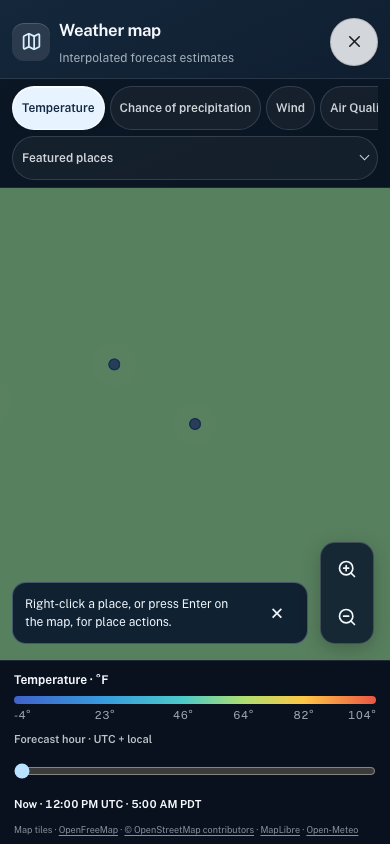 Weather map
Interpolated forecast estimates
Temperature
Chance of precipitation
Wind
Air Quali
Featured places
Right-click a place, or press Enter on
the map, for place actions.
Temperature · °F
-4° 23° 46° 64° 82° 104°
Forecast hour · UTC + local
Now · 12:00 PM UTC · 5:00 AM PDT
Map tiles · OpenFreeMap · © OpenStreetMap contributors · MapLibre · Open-Meteo